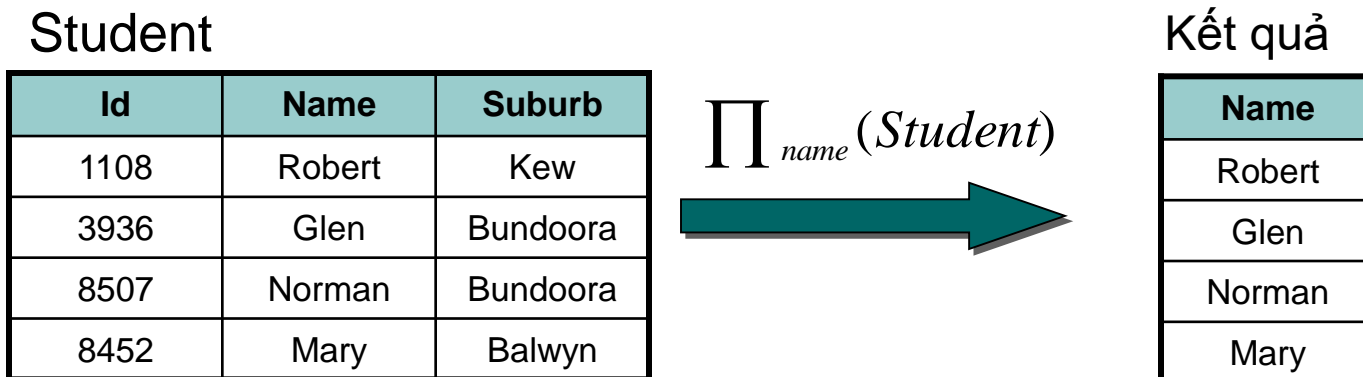 Student
Id Name Suburb
1108 Robert Kew
3936 Glen Bundoora
8507 Norman Bundoora
8452 Mary Balwyn
∏ name (Student)
Kết quả
Name
Robert
Glen
Norman
Mary